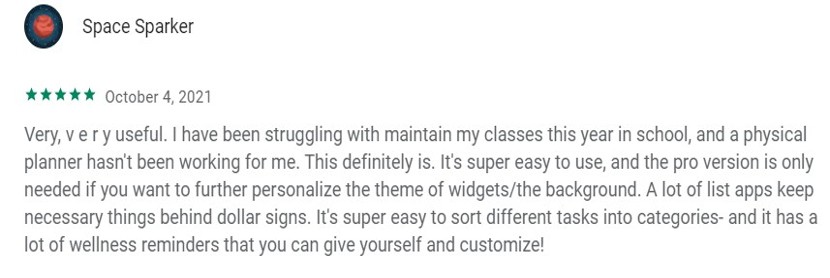 Space Sparker
October 4, 2021
Very, v e r y useful. I have been struggling with maintain my classes this year in school, and a physical
planner hasn't been working for me. This definitely is. It's super easy to use, and the pro version is only
needed if you want to further personalize the theme of widgets/the background. A lot of list apps keep
necessary things behind dollar signs. It's super easy to sort different tasks into categories- and it has a
lot of wellness reminders that you can give yourself and customize!